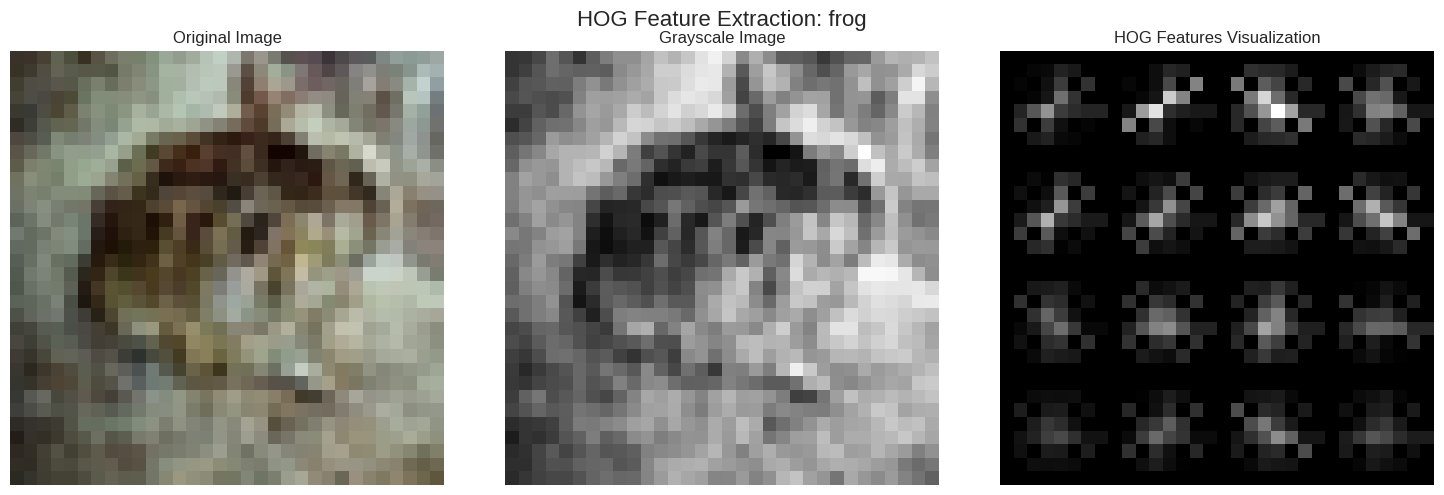 HOG Feature Extraction: frog
Original Image
Grayscale Image
HOG Features Visualization